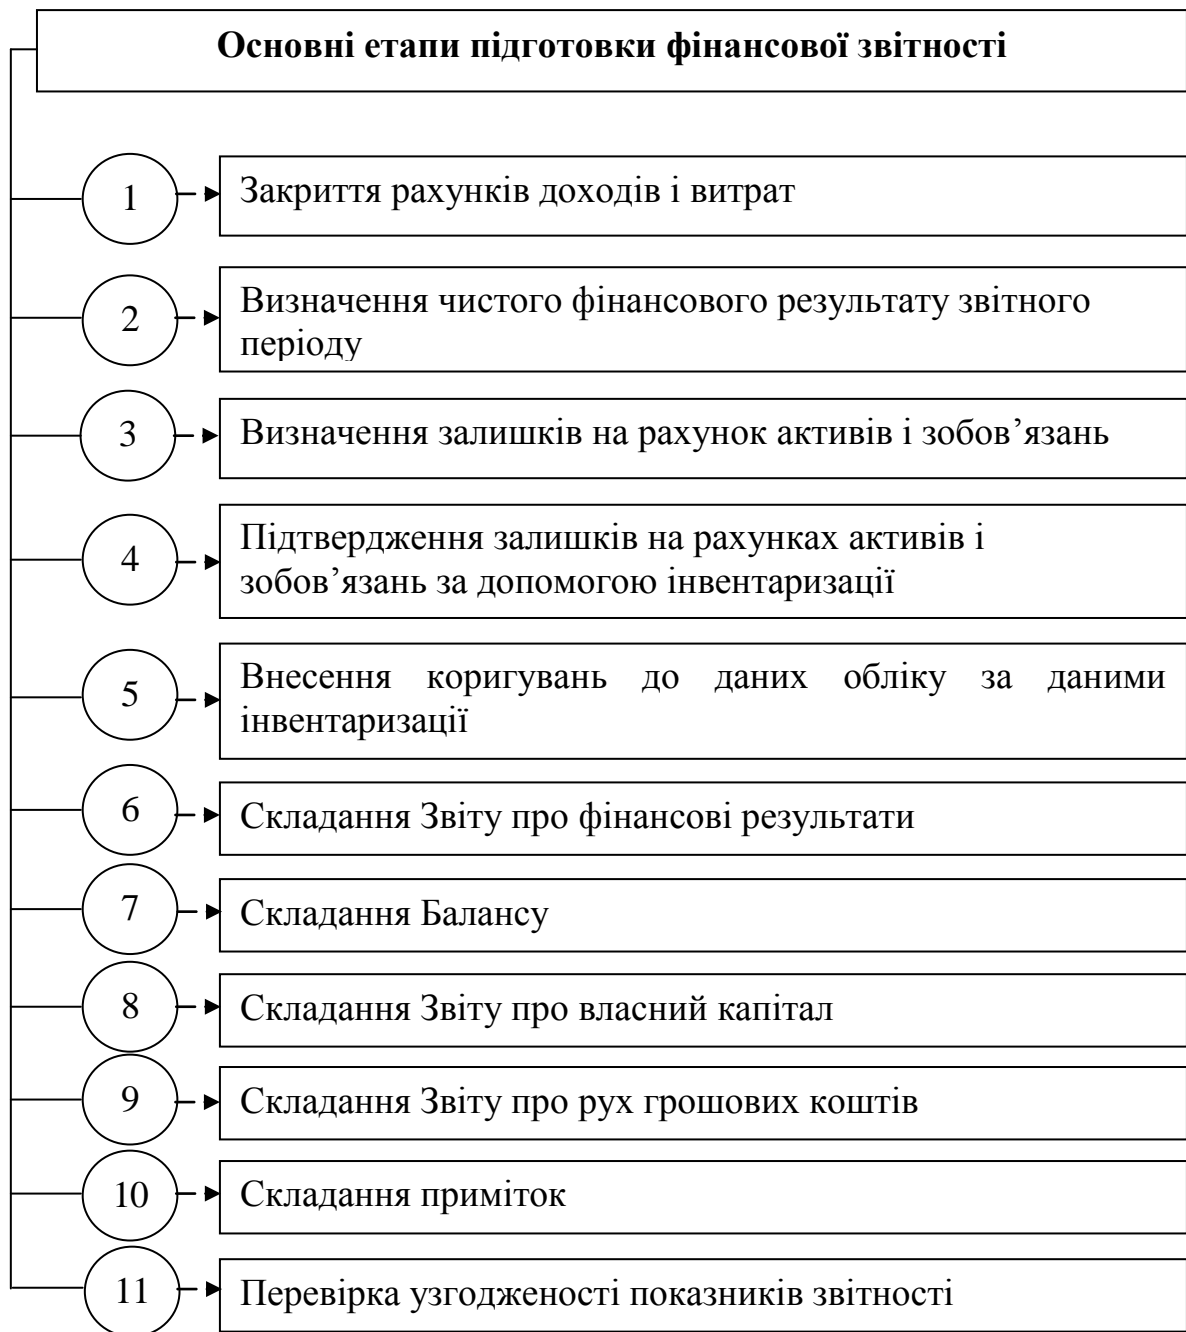 Основні етапи підготовки фінансової звітності
1
Закриття рахунків доходів і витрат
2
Визначення чистого фінансового результату звітного
періоду
3
Визначення залишків на рахунок активів і зобов’язань
4
Підтвердження залишків на рахунках активів і
зобов’язань за допомогою інвентаризації
5
Внесення коригувань до даних обліку за даними
інвентаризації
6
Складання Звіту про фінансові результати
7
Складання Балансу
8
Складання Звіту про власний капітал
9
Складання Звіту про рух грошових коштів
10
Складання приміток
11
Перевірка узгодженості показників звітності